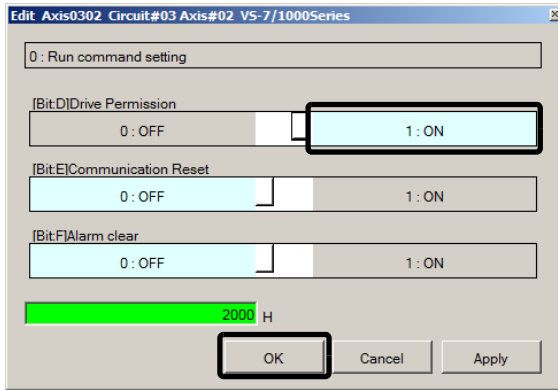 Edit Axis0302 Circuit#03 Axis#02 VS-7/1000Series
0 : Run command setting
[Bit:D]Drive Permission
0 : OFF 1 : ON
[Bit:E]Communication Reset
0 : OFF 1 : ON
[Bit:F]Alarm clear
0 : OFF 1 : ON
2000 H
OK Cancel Apply